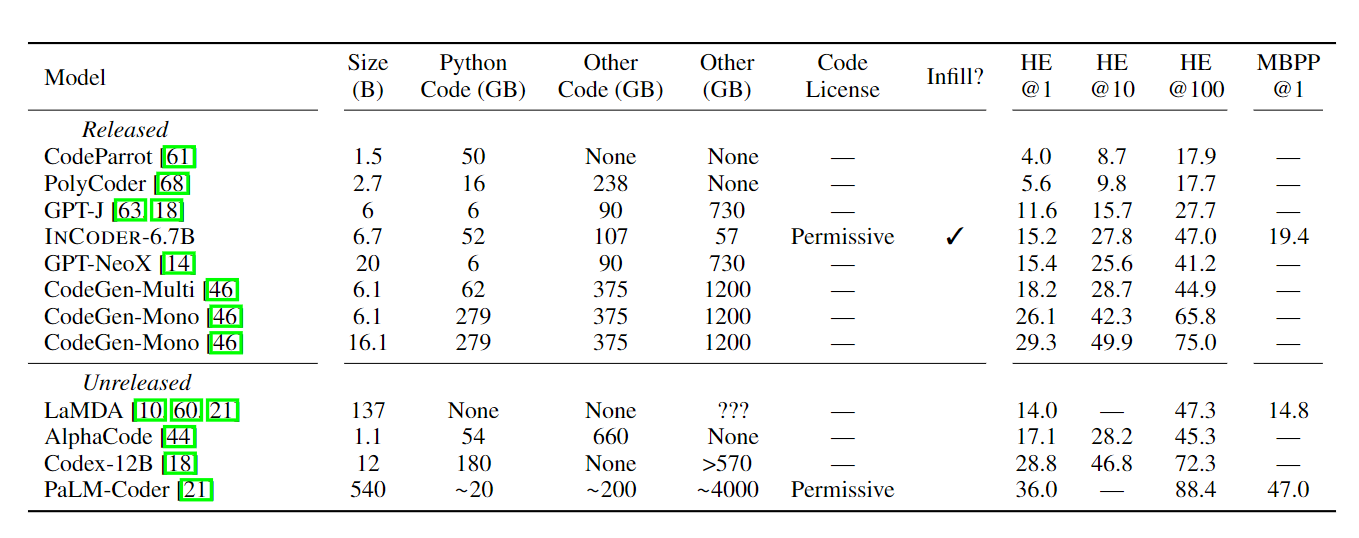 Model Size (B) Python Code (GB) Other Code (GB) Other (GB) Code License Infill? HE @1 HE @10 HE @100 MBPP @1
Released
CodeParrot [61] 1.5 50 None None — 4.0 8.7 17.9 —
PolyCoder [68] 2.7 16 238 None — 5.6 9.8 17.7 —
GPT-J [63, 18] 6 6 90 730 — 11.6 15.7 27.7 —
INCODER-6.7B 6.7 52 107 57 Permissive ✓ 15.2 27.8 47.0 19.4
GPT-NeoX [14] 20 6 90 730 — 15.4 25.6 41.2 —
CodeGen-Multi [46] 6.1 62 375 1200 — 18.2 28.7 44.9 —
CodeGen-Mono [46] 6.1 279 375 1200 — 26.1 42.3 65.8 —
CodeGen-Mono [46] 16.1 279 375 1200 — 29.3 49.9 75.0 —
Unreleased
LaMDA [10, 60, 21] 137 None None ??? — 14.0 — 47.3 14.8
AlphaCode [44] 1.1 54 660 None — 17.1 28.2 45.3 —
Codex-12B [18] 12 180 None >570 — 28.8 46.8 72.3 —
PaLM-Coder [21] 540 ~20 ~200 ~4000 Permissive 36.0 — 88.4 47.0